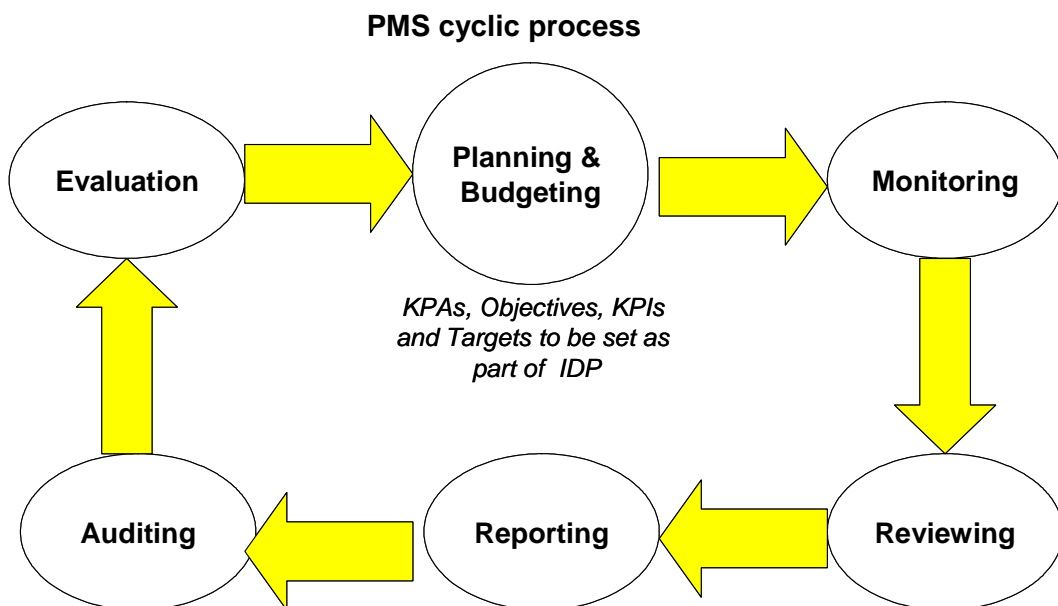 PMS cyclic process
Evaluation
Planning &
Budgeting
Monitoring
KPAs, Objectives, KPIs
and Targets to be set as
part of IDP
Auditing
Reporting
Reviewing